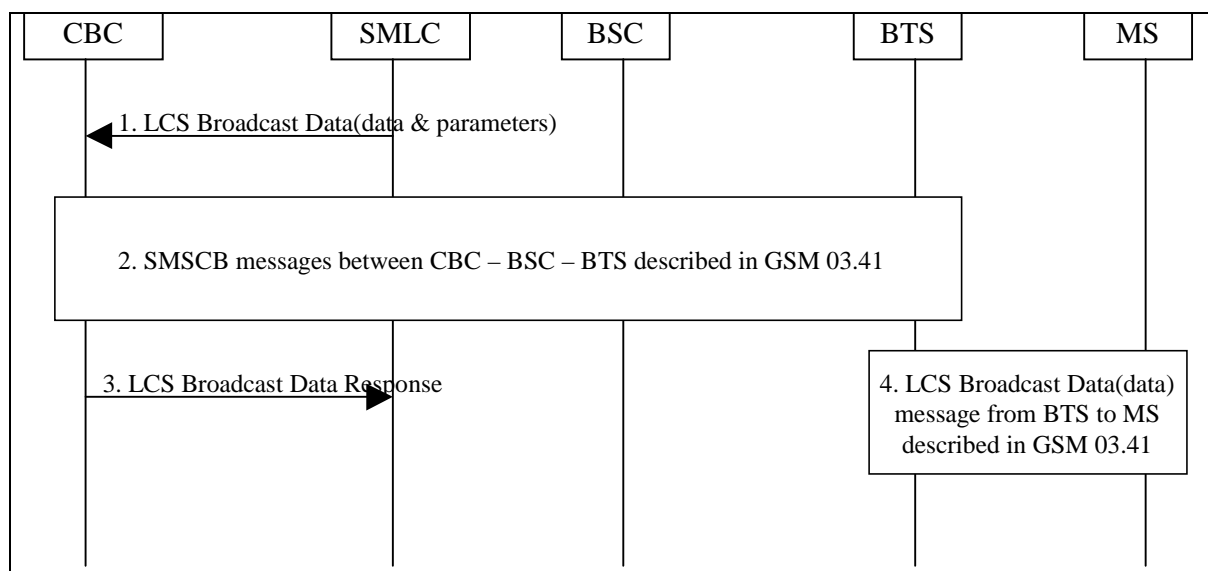 CBC SMLC BSC BTS MS
1. LCS Broadcast Data(data & parameters)
2. SMSCB messages between CBC – BSC – BTS described in GSM 03.41
3. LCS Broadcast Data Response
4. LCS Broadcast Data(data)
message from BTS to MS
described in GSM 03.41